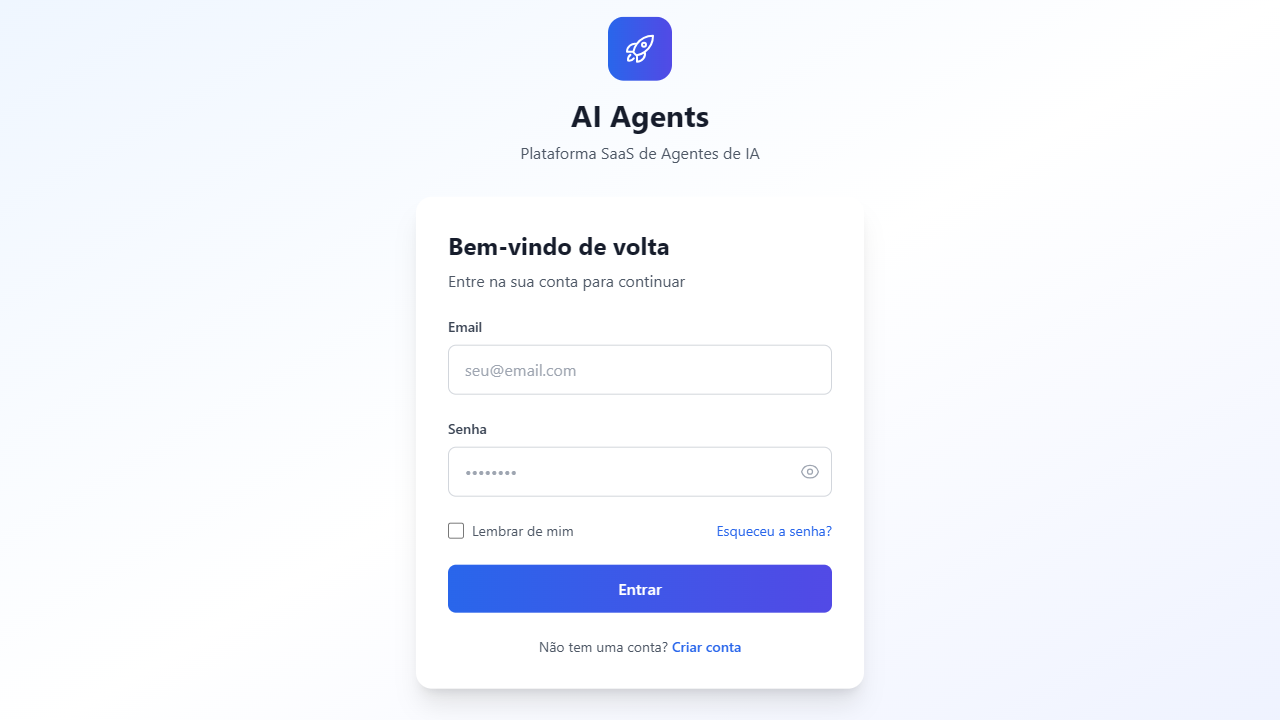 AI Agents
Plataforma SaaS de Agentes de IA
Bem-vindo de volta
Entre na sua conta para continuar
Email
seu@email.com
Senha
••••••••
Lembrar de mim
Esqueceu a senha?
Entrar
Não tem uma conta? Criar conta